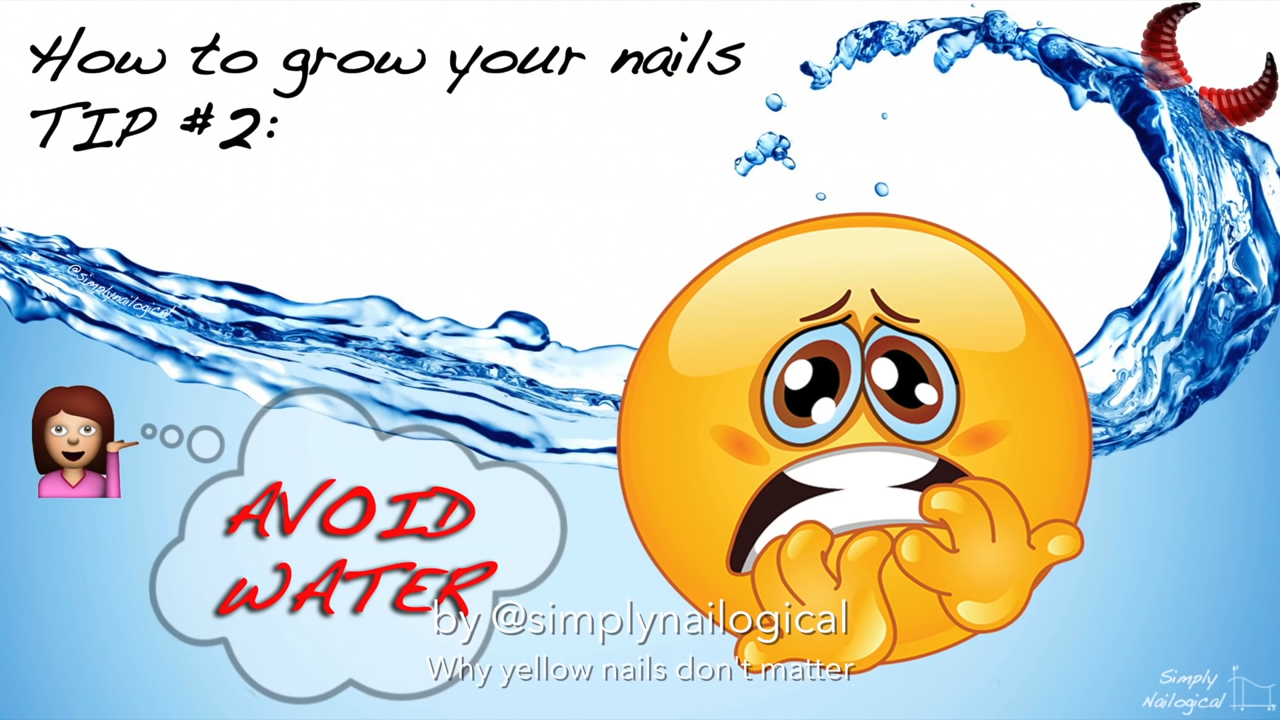 How to grow your nails
TIP #2:
@simplynailogical
AVOID
WATER
by @simplynailogical
Why yellow nails don't matter
Simply
Nailogical